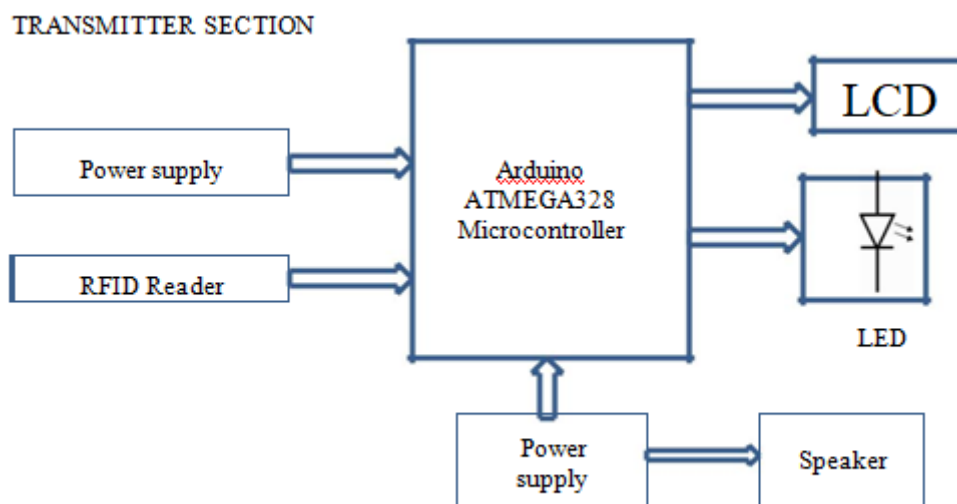 TRANSMITTER SECTION
LCD
Power supply
Arduino
ATMEGA328
Microcontroller
RFID Reader
LED
Power
supply
Speaker